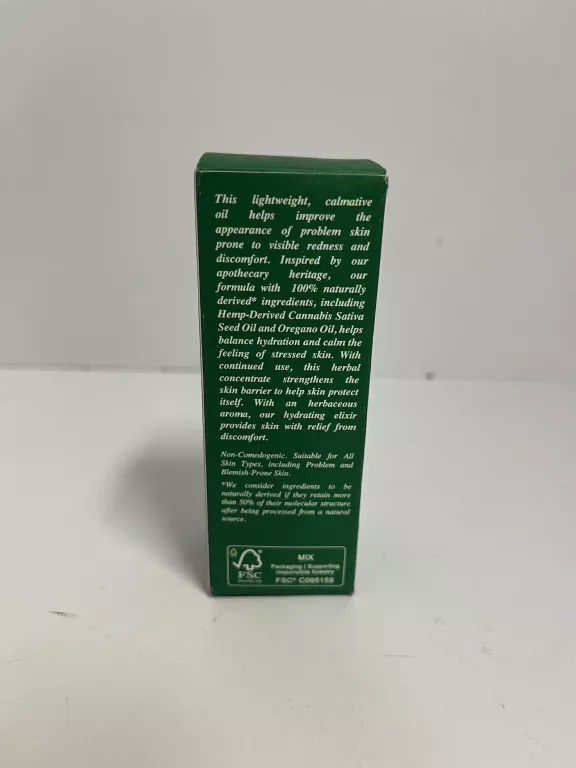 This lightweight, calmative
oil helps improve the
appearance of problem skin
prone to visible redness and
discomfort. Inspired by our
apothecary heritage, our
formula with 100% naturally
derived* ingredients, including
Hemp-Derived Cannabis Sativa
Seed Oil and Oregano Oil, helps
balance hydration and calm the
feeling of stressed skin. With
continued use, this herbal
concentrate strengthens the
skin barrier to help skin protect
itself. With an herbaceous
aroma, our hydrating elixir
provides skin with relief from
discomfort.
Non-Comedogenic. Suitable for All
Skin Types, including Problem and
Blemish-Prone Skin.
*We consider ingredients to be
naturally derived if they retain more
than 50% of their molecular structure
after being processed from a natural
source.
MIX
Packaging | Supporting
responsible forestry
FSC® C095159
FSC